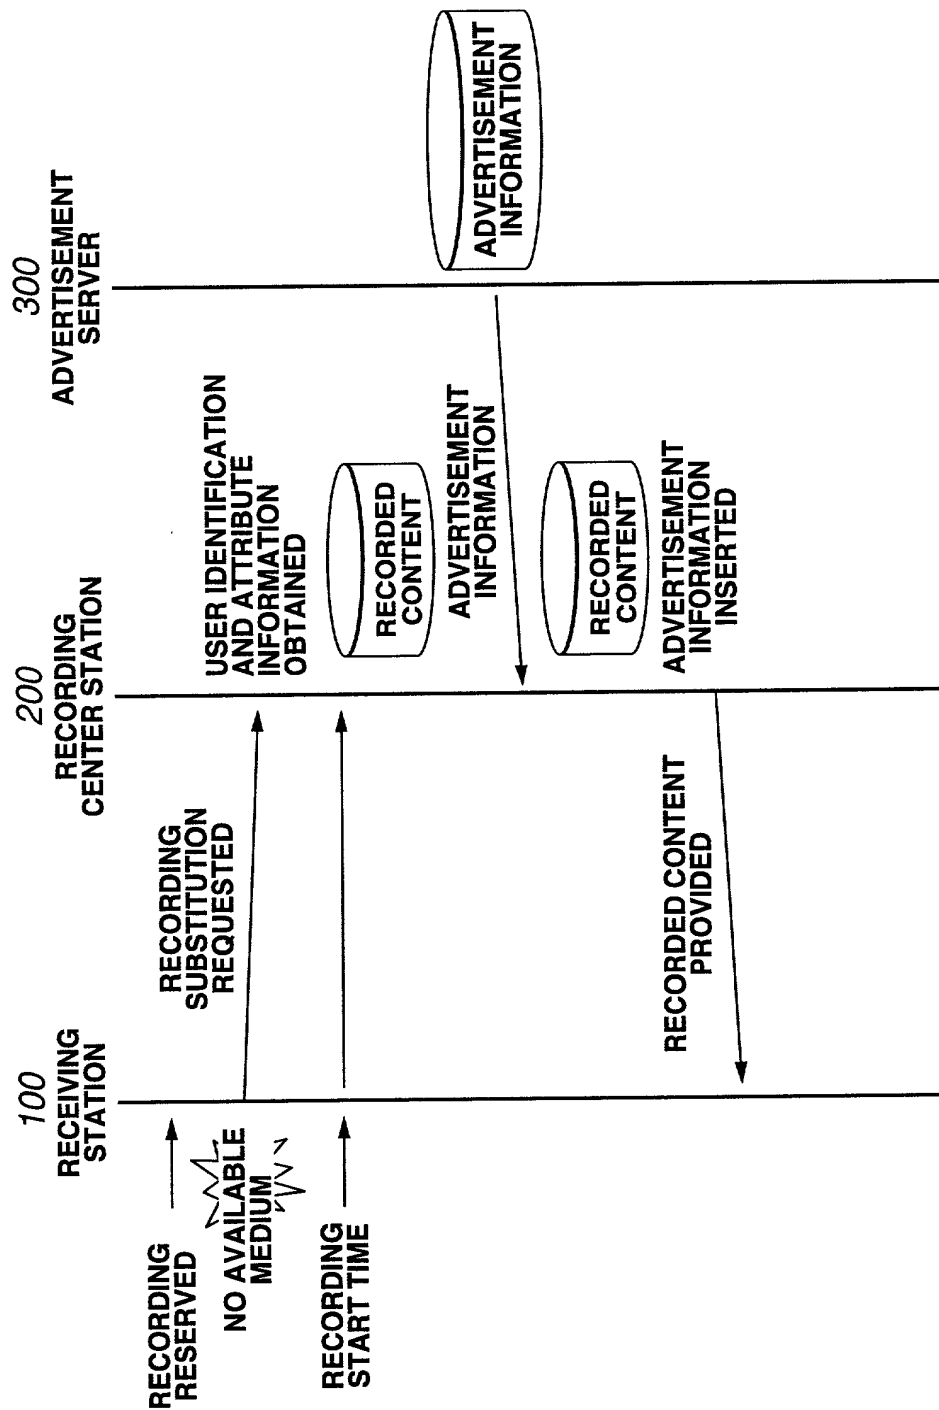 100
RECEIVING
STATION
200
RECORDING
CENTER STATION
300
ADVERTISEMENT
SERVER
RECORDING
RESERVED
NO AVAILABLE
MEDIUM
RECORDING
SUBSTITUTION
REQUESTED
USER IDENTIFICATION
AND ATTRIBUTE
INFORMATION
OBTAINED
RECORDING
START TIME
RECORDED
CONTENT
ADVERTISEMENT
INFORMATION
ADVERTISEMENT
INFORMATION
RECORDED
CONTENT
ADVERTISEMENT
INFORMATION
INSERTED
RECORDED CONTENT
PROVIDED